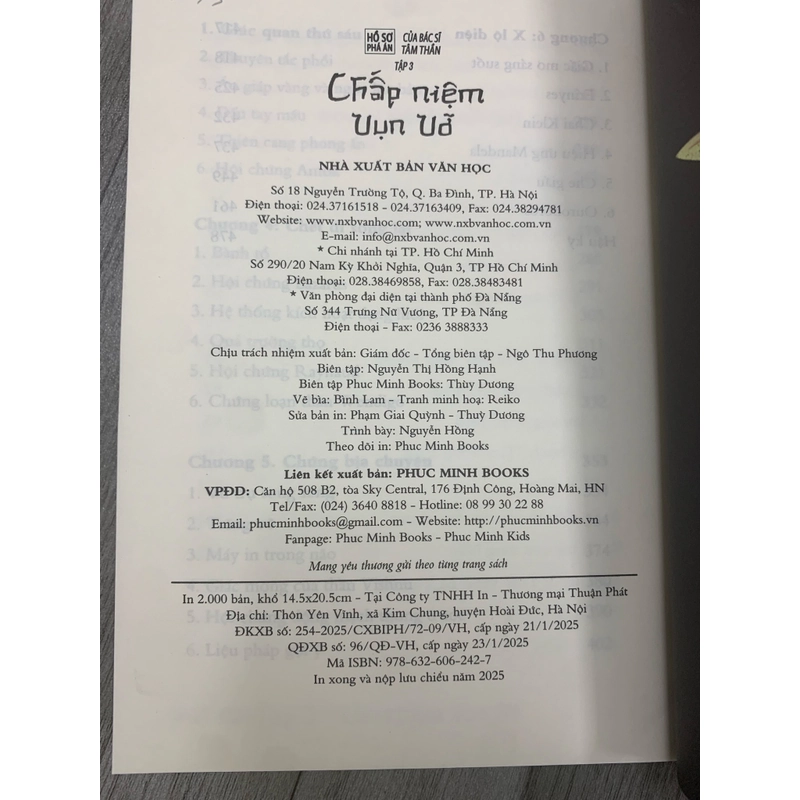 HỒ SƠ PHÁ ÁN CỦA BÁC SĨ TÂM THẦN
TẬP 3
Chấp niệm
Vụn Vỡ
NHÀ XUẤT BẢN VĂN HỌC
Số 18 Nguyễn Trường Tộ, Q. Ba Đình, TP. Hà Nội
Điện thoại: 024.37161518 - 024.37163409, Fax: 024.38294781
Website: www.nxbvanhoc.com; www.nxbvanhoc.com.vn
E-mail: info@nxbvanhoc.com.vn
* Chi nhánh tại TP. Hồ Chí Minh
Số 290/20 Nam Kỳ Khởi Nghĩa, Quận 3, TP Hồ Chí Minh
Điện thoại: 028.38469858, Fax: 028.38483481
* Văn phòng đại diện tại thành phố Đà Nẵng
Số 344 Trưng Nữ Vương, TP Đà Nẵng
Điện thoại - Fax: 0236 3888333
Chịu trách nhiệm xuất bản: Giám đốc - Tổng biên tập - Ngô Thu Phương
Biên tập: Nguyễn Thị Hồng Hạnh
Biên tập Phuc Minh Books: Thùy Dương
Vẽ bìa: Bình Lam - Tranh minh hoạ: Reiko
Sửa bản in: Phạm Giai Quỳnh - Thuỳ Dương
Trình bày: Nguyễn Hồng
Theo dõi in: Phuc Minh Books
Liên kết xuất bản: PHUC MINH BOOKS
VPĐD: Căn hộ 508 B2, tòa Sky Central, 176 Định Công, Hoàng Mai, HN
Tel/Fax: (024) 3640 8818 - Hotline: 08 99 30 22 88
Email: phucminhbooks@gmail.com - Website: http://phucminhbooks.vn
Fanpage: Phuc Minh Books - Phuc Minh Kids
Mang yêu thương gửi theo từng trang sách
In 2.000 bản, khổ 14.5x20.5cm - Tại Công ty TNHH In - Thương mại Thuận Phát
Địa chỉ: Thôn Yên Vĩnh, xã Kim Chung, huyện Hoài Đức, Hà Nội
ĐKXB số: 254-2025/CXBIPH/72-09/VH, cấp ngày 21/1/2025
QĐXB số: 96/QĐ-VH, cấp ngày 23/1/2025
Mã ISBN: 978-632-606-242-7
In xong và nộp lưu chiểu năm 2025